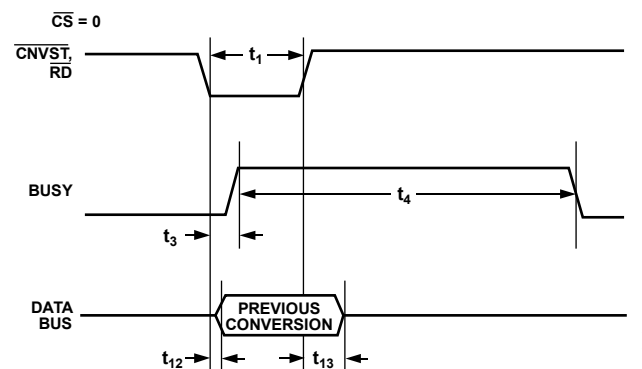 CS = 0
CNVST,
RD
t1
BUSY
t4
t3
DATA
BUS
PREVIOUS
CONVERSION
t12
t13